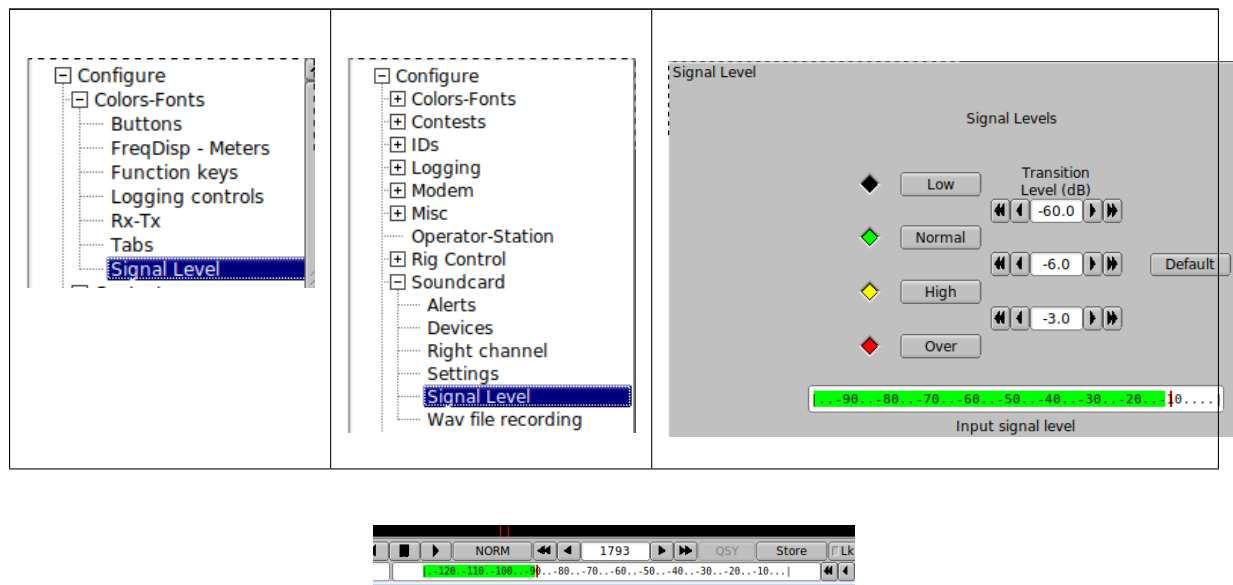 Configure
Colors-Fonts
Buttons
FreqDisp - Meters
Function keys
Logging controls
Rx-Tx
Tabs
Signal Level
Configure
Colors-Fonts
Contests
IDs
Logging
Modem
Misc
Operator-Station
Rig Control
Soundcard
Alerts
Devices
Right channel
Settings
Signal Level
Wav file recording
Signal Level
Signal Levels
Transition
Level (dB)
Low
-60.0
Normal
-6.0
Default
High
-3.0
Over
|..-90..-80..-70..-60..-50..-40..-30..-20..-10....|
Input signal level
NORM 1793 QSY Store Lk
|.-120.-110.-100..-90..-80..-70..-60..-50..-40..-30..-20..-10...|